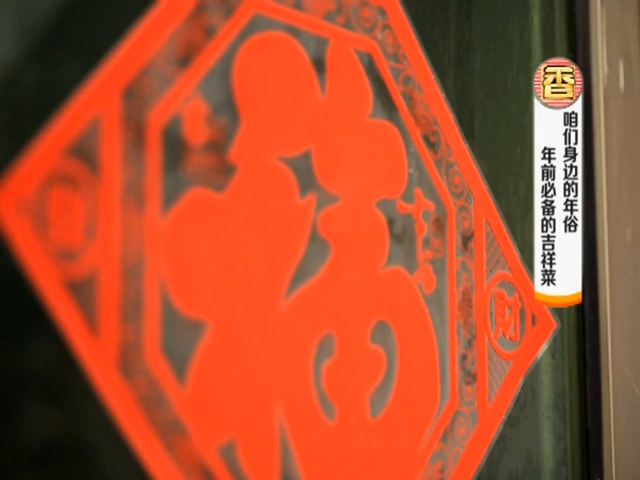 香
咱们身边的年俗
年前必备的吉祥菜
福
财